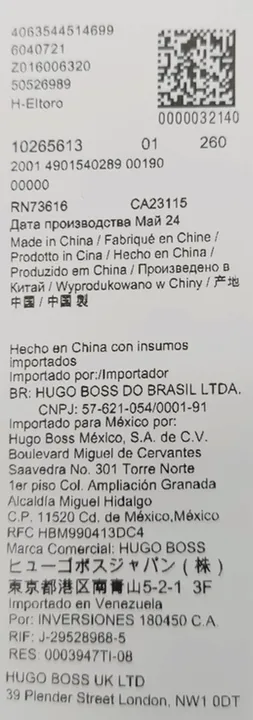 4063544514699
6040721
Z016006320
50526989
H-Eltoro
0000032140
10265613 01 260
2001 4901540289 00190
00000
RN73616 CA23115
Дата производства Май 24
Made in China / Fabriqué en Chine /
Prodotto in Cina / Hecho en China /
Produzido em China / Произведено в
Китай / Wyprodukowano w Chiny / 产地
中国 / 中国 製
Hecho en China con insumos
importados
Importado por:/Importador
BR: HUGO BOSS DO BRASIL LTDA.
CNPJ: 57-621-054/0001-91
Importado para México por:
Hugo Boss México, S.A. de C.V.
Boulevard Miguel de Cervantes
Saavedra No. 301 Torre Norte
1er piso Col. Ampliación Granada
Alcaldía Miguel Hidalgo
C.P. 11520 Cd. de México,México
RFC HBM990413DC4
Marca Comercial: HUGO BOSS
ヒューゴボスジャパン（株）
東京都港区南青山5-2-1 3F
Importado en Venezuela
Por: INVERSIONES 180450 C.A.
RIF: J-29528968-5
RES: 0003947TI-08
HUGO BOSS UK LTD
39 Plender Street London, NW1 0DT